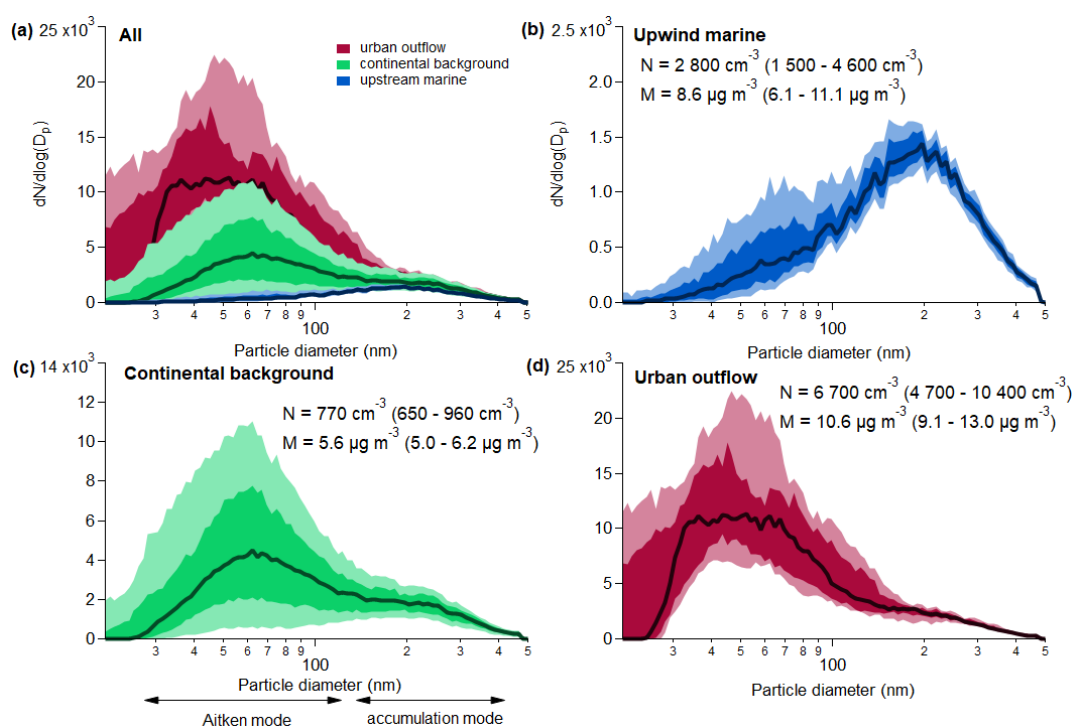 (a)
All
25 x10³
20
15
10
5
0
dN/dlog(Dp)
urban outflow
continental background
upstream marine
3 4 5 6 7 8 9 100 2 3 4 5
Particle diameter (nm)
(b)
Upwind marine
2.5 x10³
2.0
1.5
1.0
0.5
0.0
dN/dlog(Dp)
N = 2 800 cm⁻³ (1 500 - 4 600 cm⁻³)
M = 8.6 µg m⁻³ (6.1 - 11.1 µg m⁻³)
3 4 5 6 7 8 9 100 2 3 4 5
Particle diameter (nm)
(c)
Continental background
14 x10³
12
10
8
6
4
2
0
dN/dlog(Dp)
N = 770 cm⁻³ (650 - 960 cm⁻³)
M = 5.6 µg m⁻³ (5.0 - 6.2 µg m⁻³)
3 4 5 6 7 8 9 100 2 3 4 5
Particle diameter (nm)
Aitken mode
accumulation mode
(d)
Urban outflow
25 x10³
20
15
10
5
0
dN/dlog(Dp)
N = 6 700 cm⁻³ (4 700 - 10 400 cm⁻³)
M = 10.6 µg m⁻³ (9.1 - 13.0 µg m⁻³)
3 4 5 6 7 8 9 100 2 3 4 5
Particle diameter (nm)